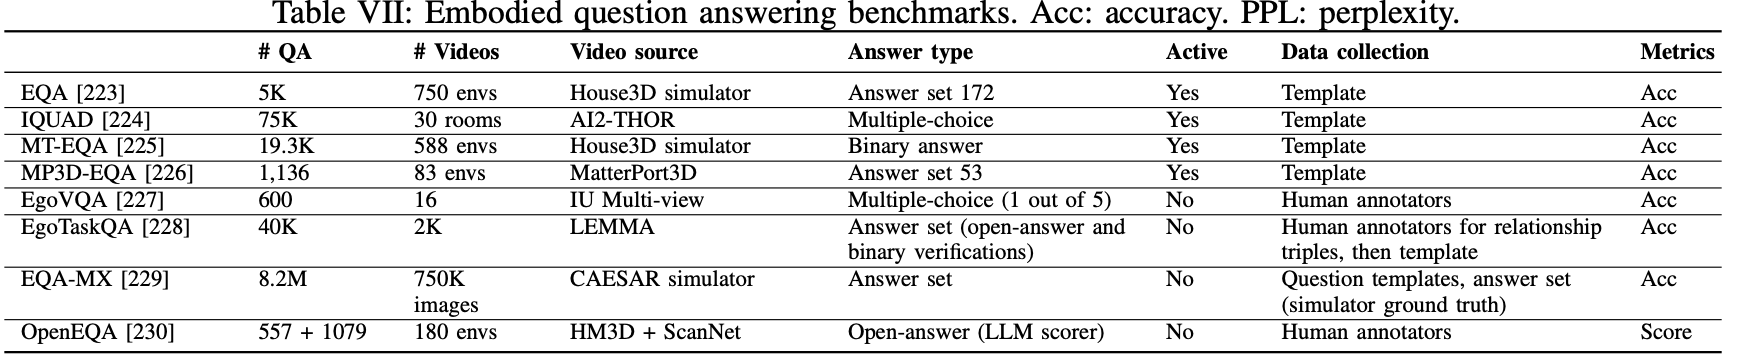 Table VII: Embodied question answering benchmarks. Acc: accuracy. PPL: perplexity.
# QA # Videos Video source Answer type Active Data collection Metrics
EQA [223] 5K 750 envs House3D simulator Answer set 172 Yes Template Acc
IQUAD [224] 75K 30 rooms AI2-THOR Multiple-choice Yes Template Acc
MT-EQA [225] 19.3K 588 envs House3D simulator Binary answer Yes Template Acc
MP3D-EQA [226] 1,136 83 envs MatterPort3D Answer set 53 Yes Template Acc
EgoVQA [227] 600 16 IU Multi-view Multiple-choice (1 out of 5) No Human annotators Acc
EgoTaskQA [228] 40K 2K LEMMA Answer set (open-answer and No Human annotators for relationship Acc
binary verifications) triples, then template
EQA-MX [229] 8.2M 750K CAESAR simulator Answer set No Question templates, answer set Acc
images (simulator ground truth)
OpenEQA [230] 557 + 1079 180 envs HM3D + ScanNet Open-answer (LLM scorer) No Human annotators Score